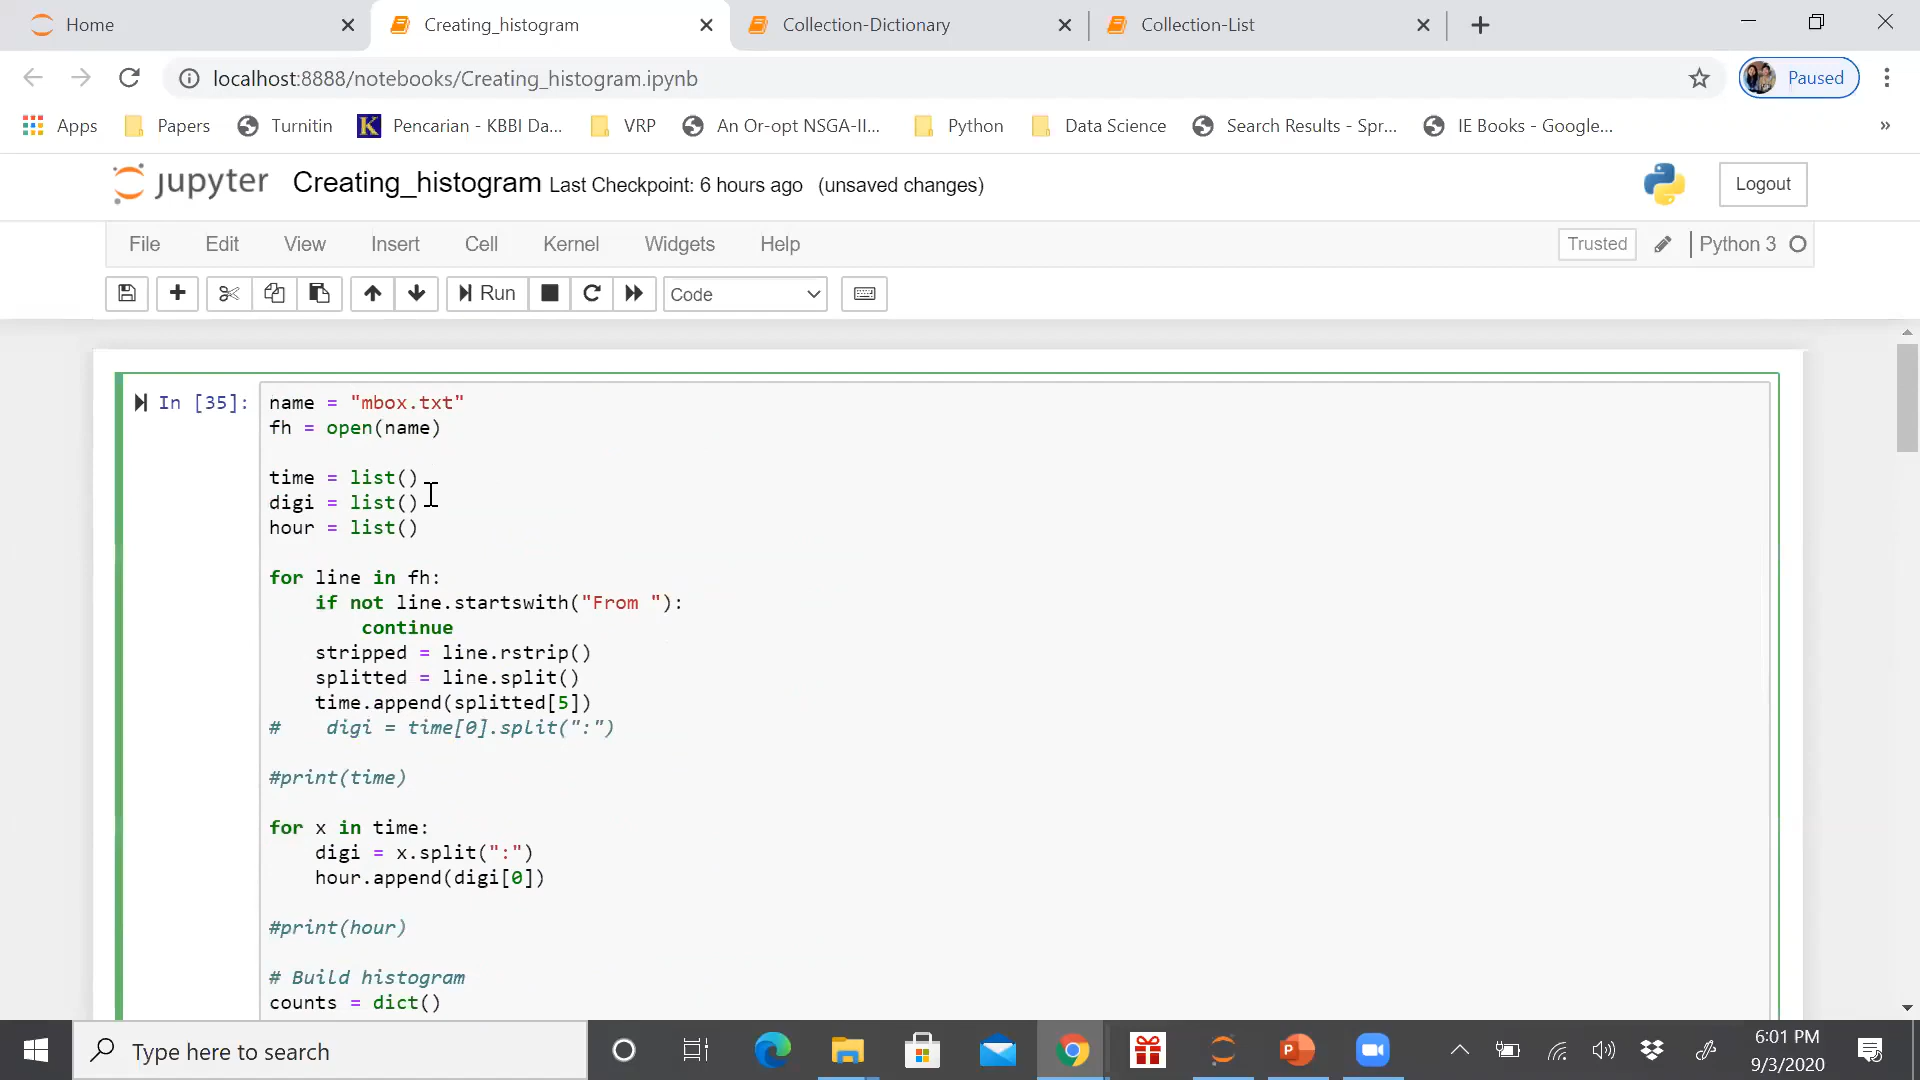 Home
Creating_histogram
Collection-Dictionary
Collection-List
localhost:8888/notebooks/Creating_histogram.ipynb
Paused
Apps
Papers
Turnitin
Pencarian - KBBI Da...
VRP
An Or-opt NSGA-II...
Python
Data Science
Search Results - Spr...
IE Books - Google...
»
jupyter Creating_histogram Last Checkpoint: 6 hours ago (unsaved changes)
Logout
File Edit View Insert Cell Kernel Widgets Help
Trusted
Python 3
Run
Code
In [35]:
name = "mbox.txt"
fh = open(name)
time = list()
digi = list()
hour = list()
for line in fh:
    if not line.startswith("From "):
        continue
    stripped = line.rstrip()
    splitted = line.split()
    time.append(splitted[5])
#    digi = time[0].split(":")
#print(time)
for x in time:
    digi = x.split(":")
    hour.append(digi[0])
#print(hour)
# Build histogram
counts = dict()
Type here to search
6:01 PM
9/3/2020